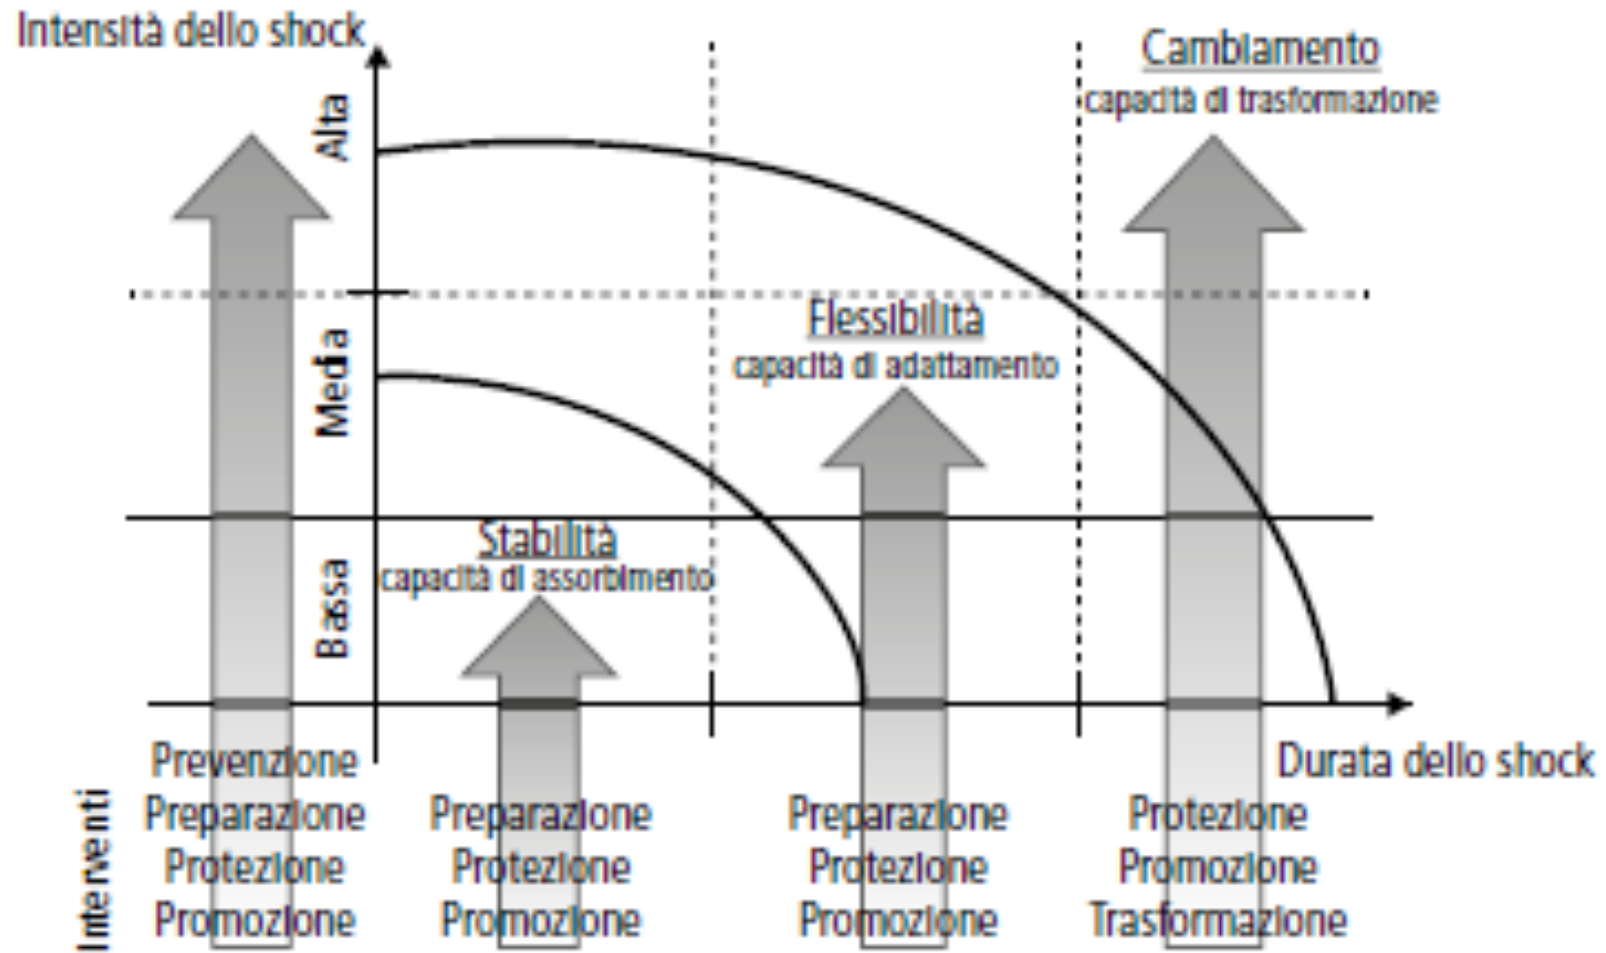 Intensità dello shock
Cambiamento
capacità di trasformazione
Alta
Flessibilità
capacità di adattamento
Media
Stabilità
capacità di assorbimento
Bassa
Durata dello shock
Interventi
Prevenzione
Preparazione
Protezione
Promozione
Preparazione
Protezione
Promozione
Preparazione
Protezione
Promozione
Protezione
Promozione
Trasformazione